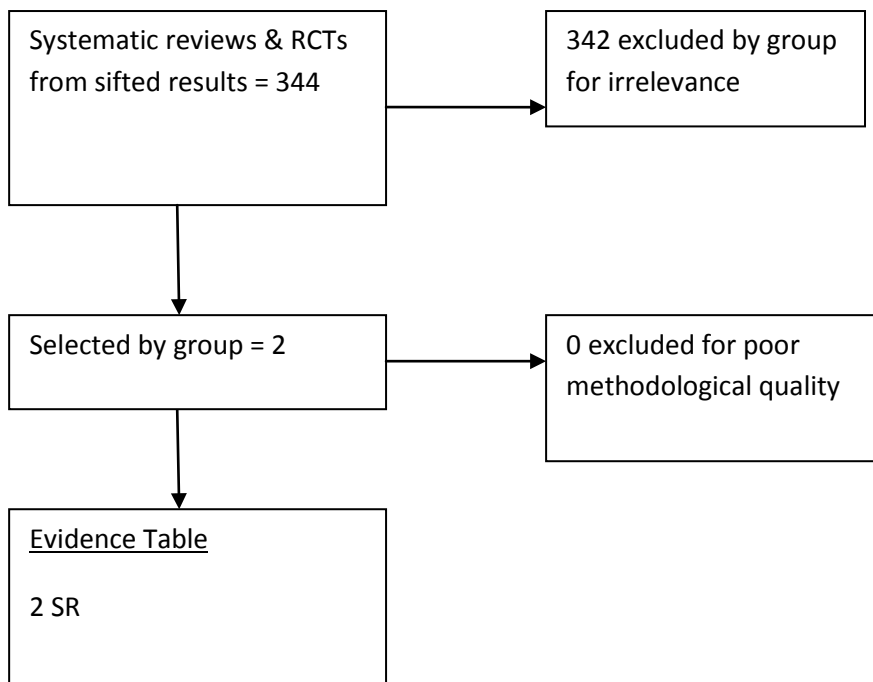 Systematic reviews & RCTs
from sifted results = 344
342 excluded by group
for irrelevance
Selected by group = 2
0 excluded for poor
methodological quality
Evidence Table
2 SR